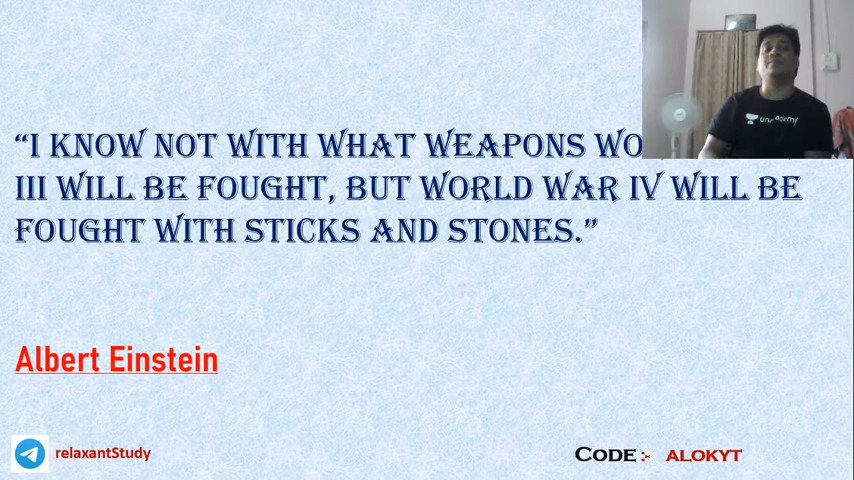 “I KNOW NOT WITH WHAT WEAPONS
III WILL BE FOUGHT, BUT WORLD WAR IV WILL BE
FOUGHT WITH STICKS AND STONES.”
Albert Einstein
relaxantStudy
CODE :- ALOKYT
unacademy